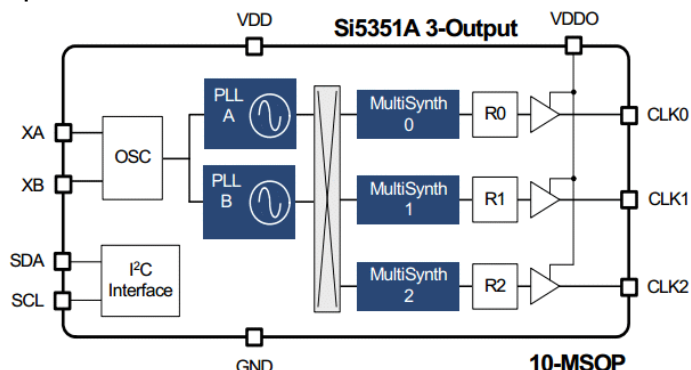 VDD
Si5351A 3-Output
VDDO
XA
XB
OSC
PLL
A
PLL
B
MultiSynth
0
R0
CLK0
MultiSynth
1
R1
CLK1
MultiSynth
2
R2
CLK2
SDA
SCL
I²C
Interface
GND
10-MSOP